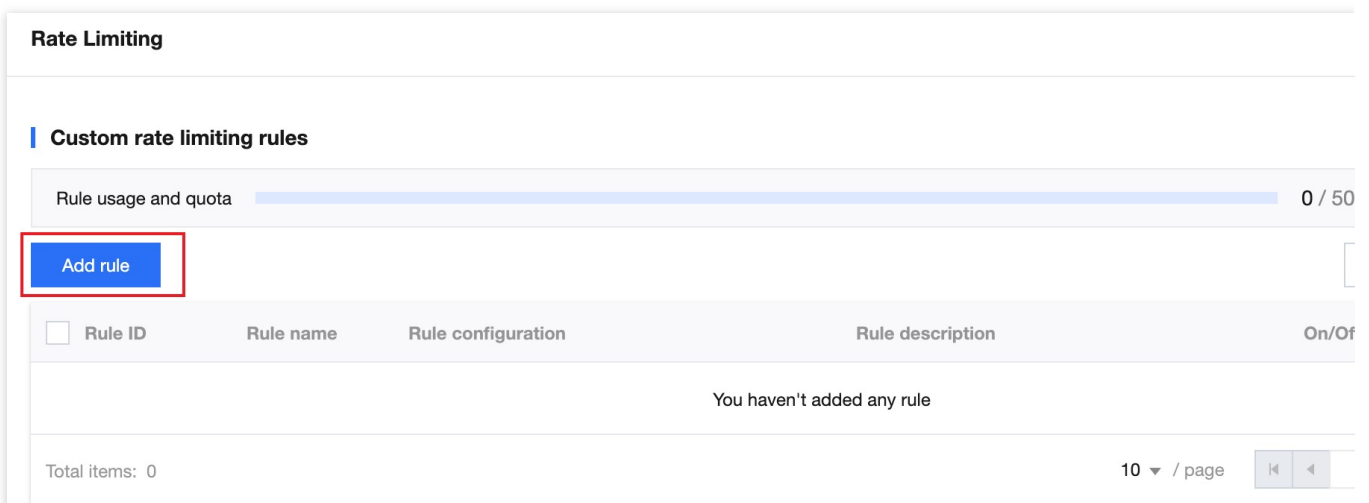 Rate Limiting
Custom rate limiting rules
Rule usage and quota 0 / 50
Add rule
Rule ID Rule name Rule configuration Rule description On/Of
You haven't added any rule
Total items: 0 10 / page